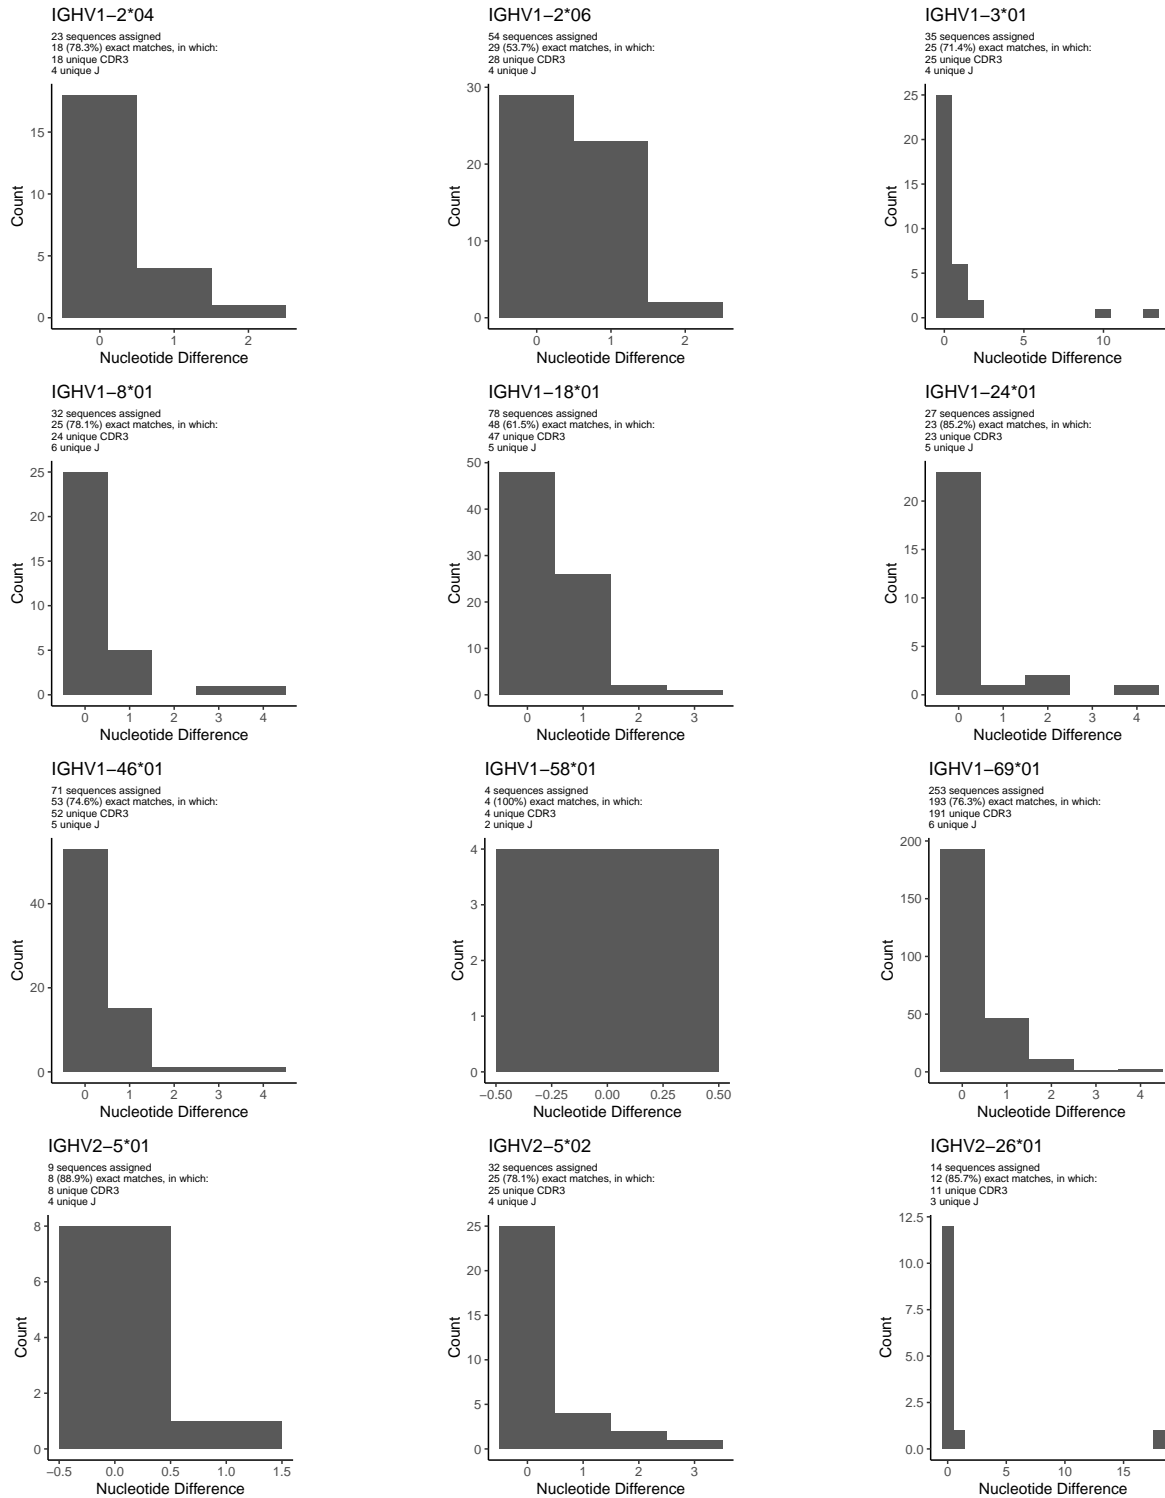 IGHV1−2*04
23 sequences assigned
18 (78.3%) exact matches, in which:
18 unique CDR3
4 unique J
15
10
5
0
Count
0 1 2
Nucleotide Difference
IGHV1−2*06
54 sequences assigned
29 (53.7%) exact matches, in which:
28 unique CDR3
4 unique J
30
20
10
0
Count
0 1 2
Nucleotide Difference
IGHV1−3*01
35 sequences assigned
25 (71.4%) exact matches, in which:
25 unique CDR3
4 unique J
25
20
15
10
5
0
Count
0 5 10
Nucleotide Difference
IGHV1−8*01
32 sequences assigned
25 (78.1%) exact matches, in which:
24 unique CDR3
6 unique J
25
20
15
10
5
0
Count
0 1 2 3 4
Nucleotide Difference
IGHV1−18*01
78 sequences assigned
48 (61.5%) exact matches, in which:
47 unique CDR3
5 unique J
50
40
30
20
10
0
Count
0 1 2 3
Nucleotide Difference
IGHV1−24*01
27 sequences assigned
23 (85.2%) exact matches, in which:
23 unique CDR3
5 unique J
20
15
10
5
0
Count
0 1 2 3 4
Nucleotide Difference
IGHV1−46*01
71 sequences assigned
53 (74.6%) exact matches, in which:
52 unique CDR3
5 unique J
40
20
0
Count
0 1 2 3 4
Nucleotide Difference
IGHV1−58*01
4 sequences assigned
4 (100%) exact matches, in which:
4 unique CDR3
2 unique J
4
3
2
1
0
Count
−0.50 −0.25 0.00 0.25 0.50
Nucleotide Difference
IGHV1−69*01
253 sequences assigned
193 (76.3%) exact matches, in which:
191 unique CDR3
6 unique J
200
150
100
50
0
Count
0 1 2 3 4
Nucleotide Difference
IGHV2−5*01
9 sequences assigned
8 (88.9%) exact matches, in which:
8 unique CDR3
4 unique J
8
6
4
2
0
Count
−0.5 0.0 0.5 1.0 1.5
Nucleotide Difference
IGHV2−5*02
32 sequences assigned
25 (78.1%) exact matches, in which:
25 unique CDR3
4 unique J
25
20
15
10
5
0
Count
0 1 2 3
Nucleotide Difference
IGHV2−26*01
14 sequences assigned
12 (85.7%) exact matches, in which:
11 unique CDR3
3 unique J
12.5
10.0
7.5
5.0
2.5
0.0
Count
0 5 10 15
Nucleotide Difference